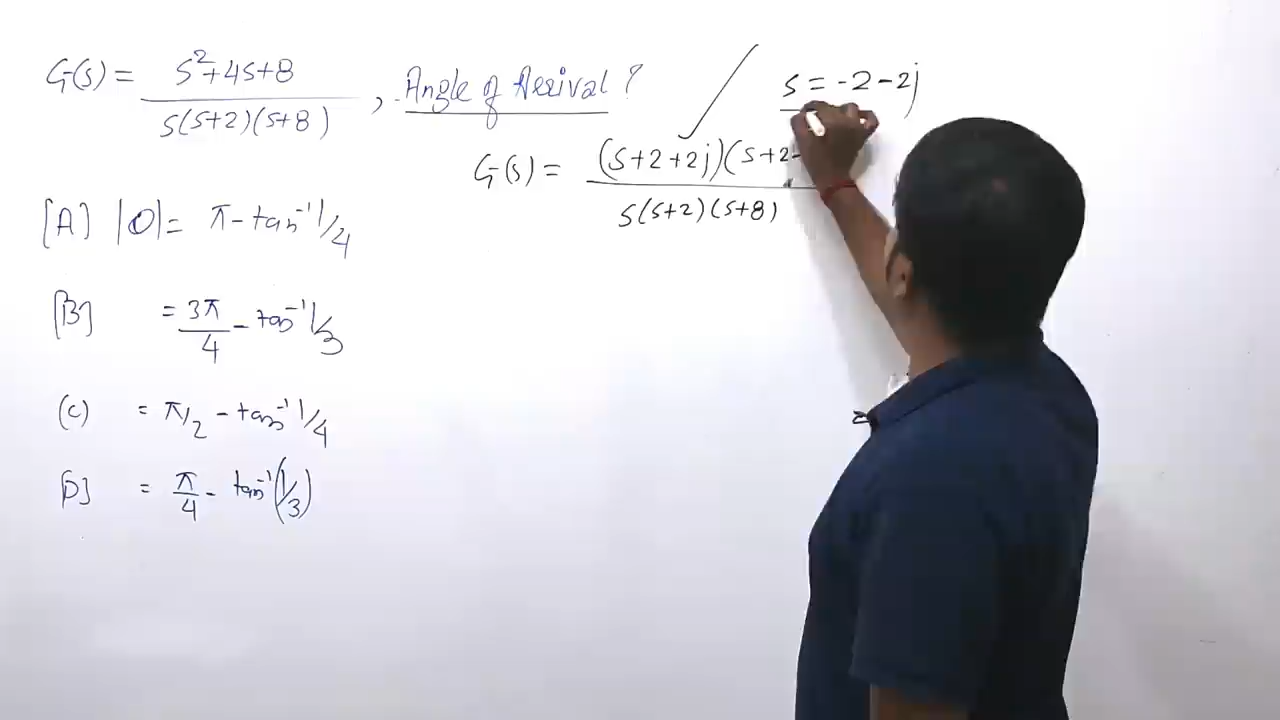 G(s) = s²+4s+8 / s(s+2)(s+8) , Angle of Arrival ?
s = -2-2j
G(s) = (s+2+2j)(s+2- / s(s+2)(s+8)
[A] |Ø| = π - tan⁻¹ 1/4
[B] = 3π/4 - tan⁻¹ 1/3
(C) = π/2 - tan⁻¹ 1/4
[D] = π/4 - tan⁻¹(1/3)